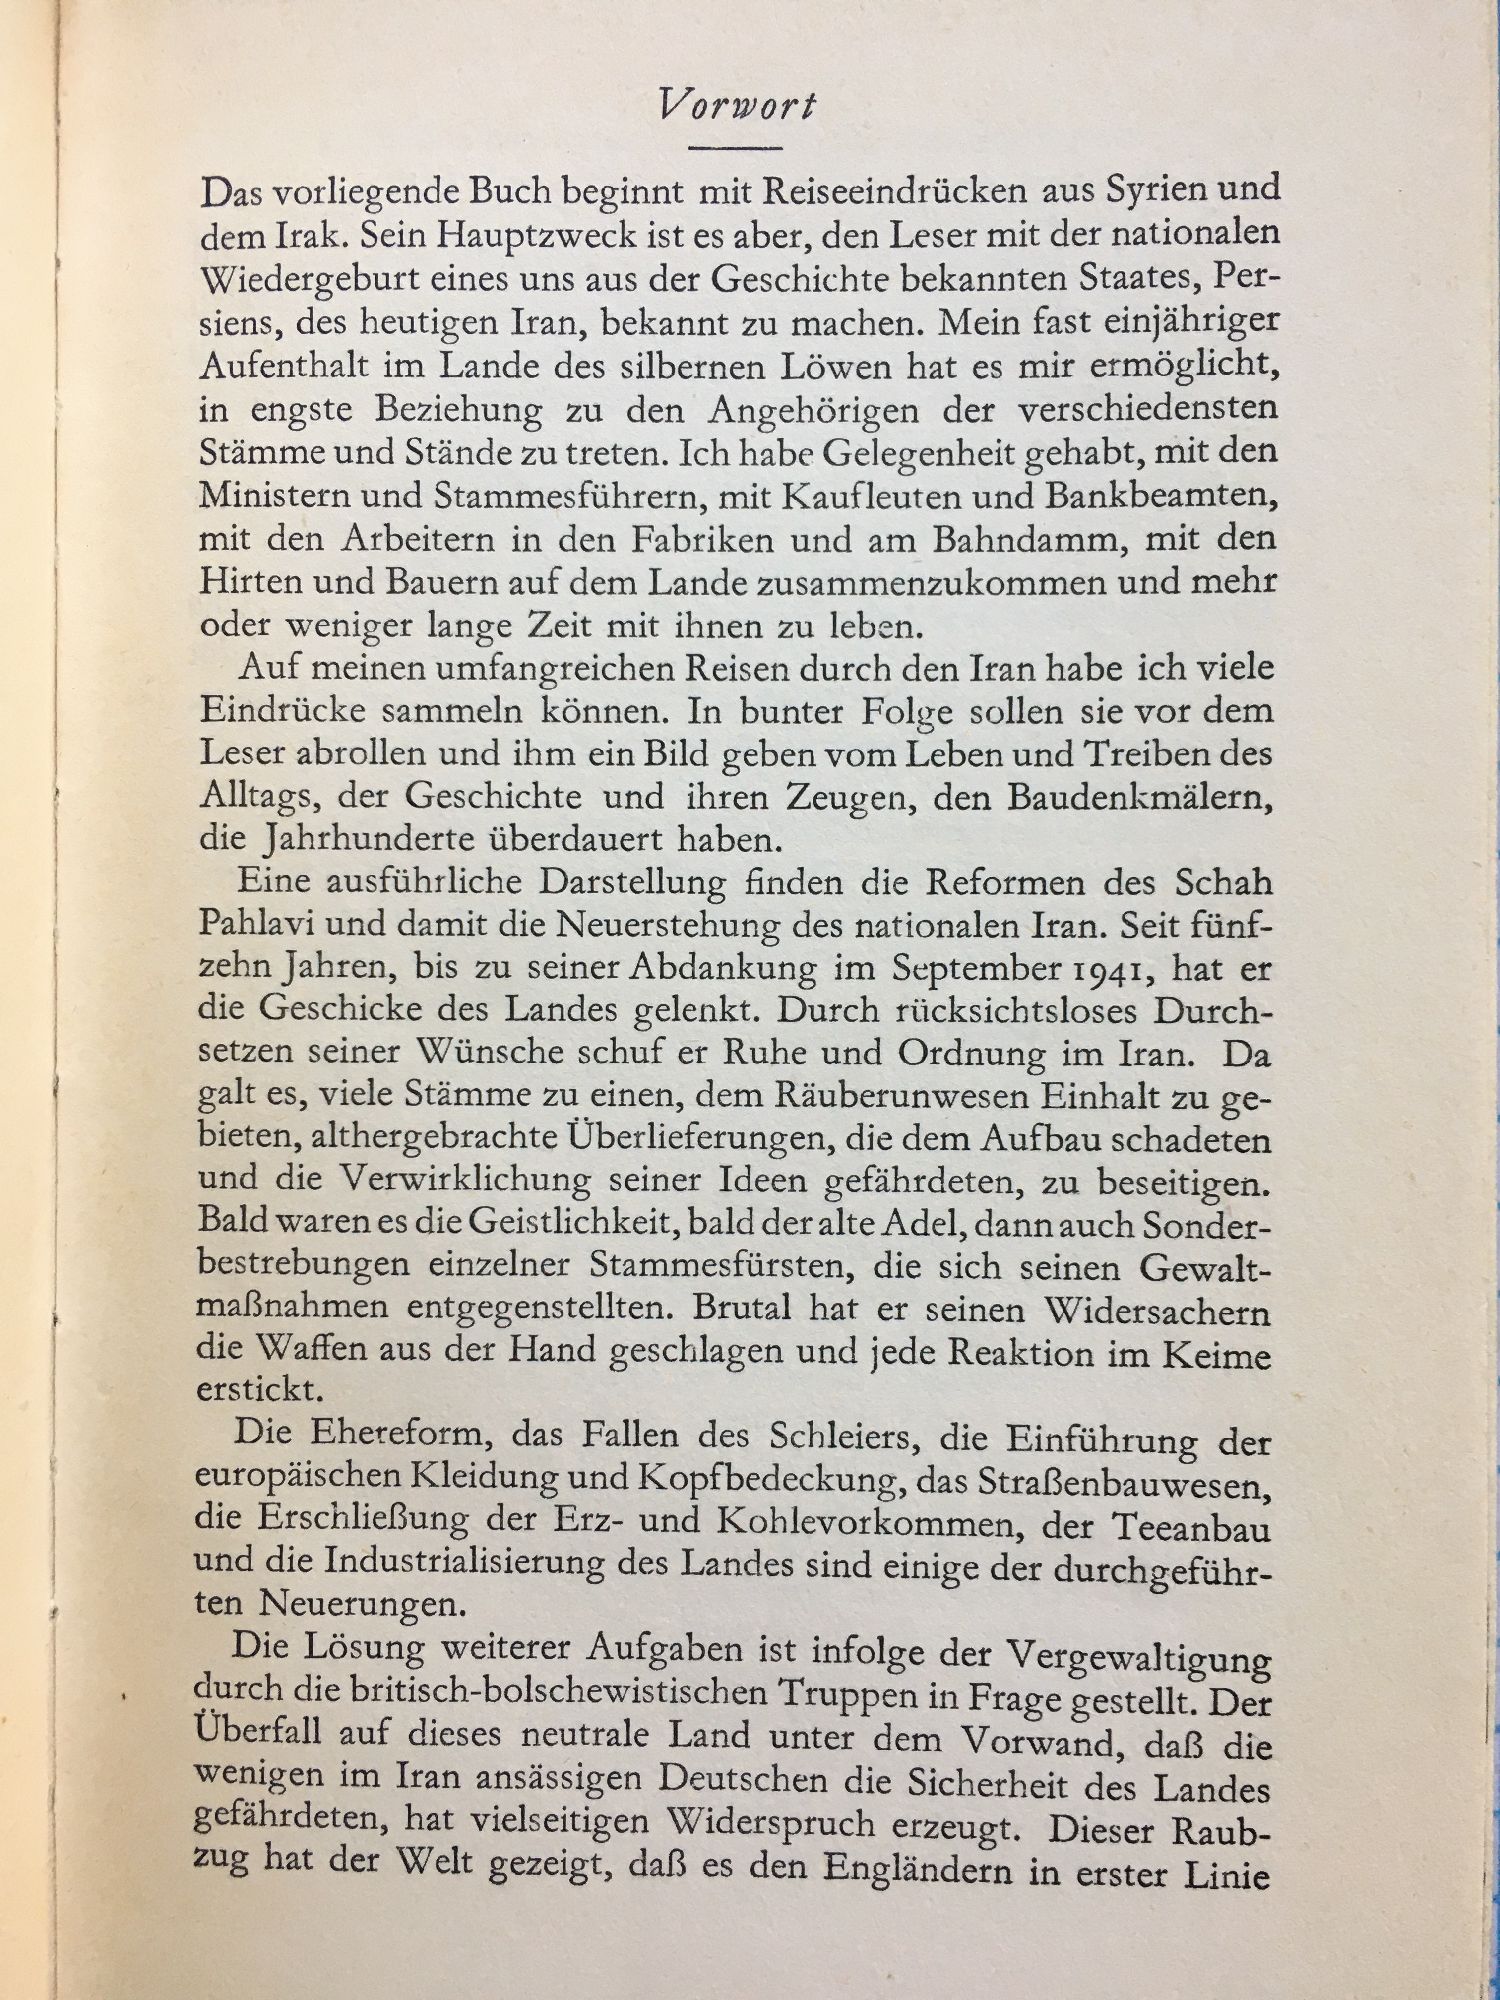 Vorwort
Das vorliegende Buch beginnt mit Reiseeindrücken aus Syrien und
dem Irak. Sein Hauptzweck ist es aber, den Leser mit der nationalen
Wiedergeburt eines uns aus der Geschichte bekannten Staates, Per-
siens, des heutigen Iran, bekannt zu machen. Mein fast einjähriger
Aufenthalt im Lande des silbernen Löwen hat es mir ermöglicht,
in engste Beziehung zu den Angehörigen der verschiedensten
Stämme und Stände zu treten. Ich habe Gelegenheit gehabt, mit den
Ministern und Stammesführern, mit Kaufleuten und Bankbeamten,
mit den Arbeitern in den Fabriken und am Bahndamm, mit den
Hirten und Bauern auf dem Lande zusammenzukommen und mehr
oder weniger lange Zeit mit ihnen zu leben.
Auf meinen umfangreichen Reisen durch den Iran habe ich viele
Eindrücke sammeln können. In bunter Folge sollen sie vor dem
Leser abrollen und ihm ein Bild geben vom Leben und Treiben des
Alltags, der Geschichte und ihren Zeugen, den Baudenkmälern,
die Jahrhunderte überdauert haben.
Eine ausführliche Darstellung finden die Reformen des Schah
Pahlavi und damit die Neuerstehung des nationalen Iran. Seit fünf-
zehn Jahren, bis zu seiner Abdankung im September 1941, hat er
die Geschicke des Landes gelenkt. Durch rücksichtsloses Durch-
setzen seiner Wünsche schuf er Ruhe und Ordnung im Iran. Da
galt es, viele Stämme zu einen, dem Räuberunwesen Einhalt zu ge-
bieten, althergebrachte Überlieferungen, die dem Aufbau schadeten
und die Verwirklichung seiner Ideen gefährdeten, zu beseitigen.
Bald waren es die Geistlichkeit, bald der alte Adel, dann auch Sonder-
bestrebungen einzelner Stammesfürsten, die sich seinen Gewalt-
maßnahmen entgegenstellten. Brutal hat er seinen Widersachern
die Waffen aus der Hand geschlagen und jede Reaktion im Keime
erstickt.
Die Ehereform, das Fallen des Schleiers, die Einführung der
europäischen Kleidung und Kopfbedeckung, das Straßenbauwesen,
die Erschließung der Erz- und Kohlevorkommen, der Teeanbau
und die Industrialisierung des Landes sind einige der durchgeführ-
ten Neuerungen.
Die Lösung weiterer Aufgaben ist infolge der Vergewaltigung
durch die britisch-bolschewistischen Truppen in Frage gestellt. Der
Überfall auf dieses neutrale Land unter dem Vorwand, daß die
wenigen im Iran ansässigen Deutschen die Sicherheit des Landes
gefährdeten, hat vielseitigen Widerspruch erzeugt. Dieser Raub-
zug hat der Welt gezeigt, daß es den Engländern in erster Linie